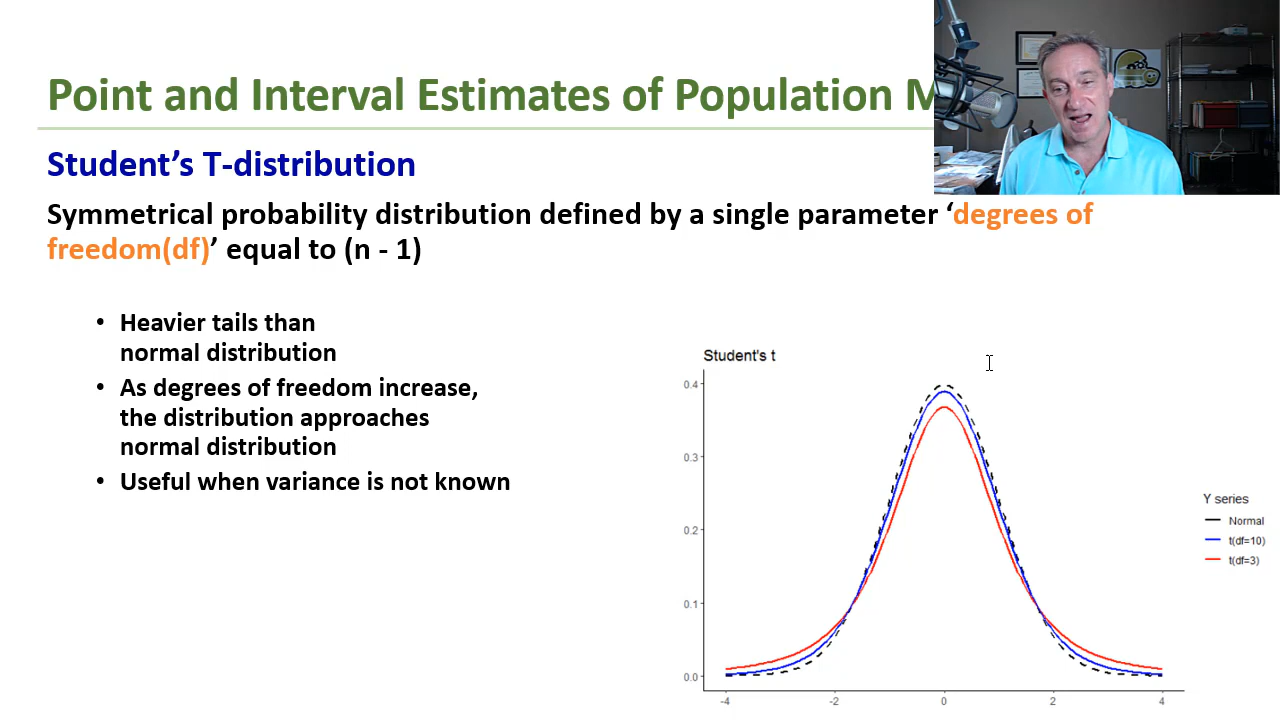 Point and Interval Estimates of Population
Student's T-distribution
Symmetrical probability distribution defined by a single parameter 'degrees of
freedom(df)' equal to (n - 1)
• Heavier tails than
normal distribution
• As degrees of freedom increase,
the distribution approaches
normal distribution
• Useful when variance is not known
Student's t
0.4
0.3
0.2
0.1
0.0
-4 -2 0 2 4
Y series
Normal
t(df=10)
t(df=3)